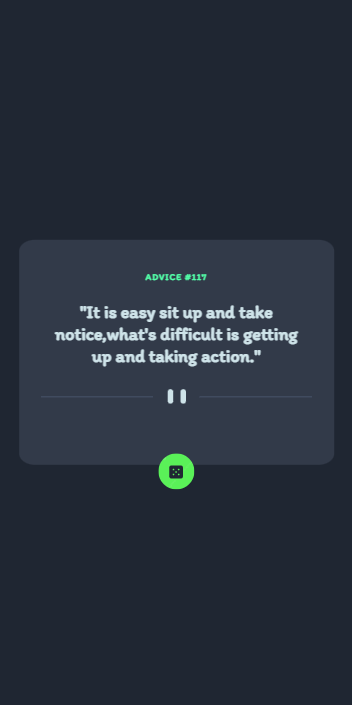 ADVICE #117
"It is easy sit up and take
notice,what's difficult is getting
up and taking action."